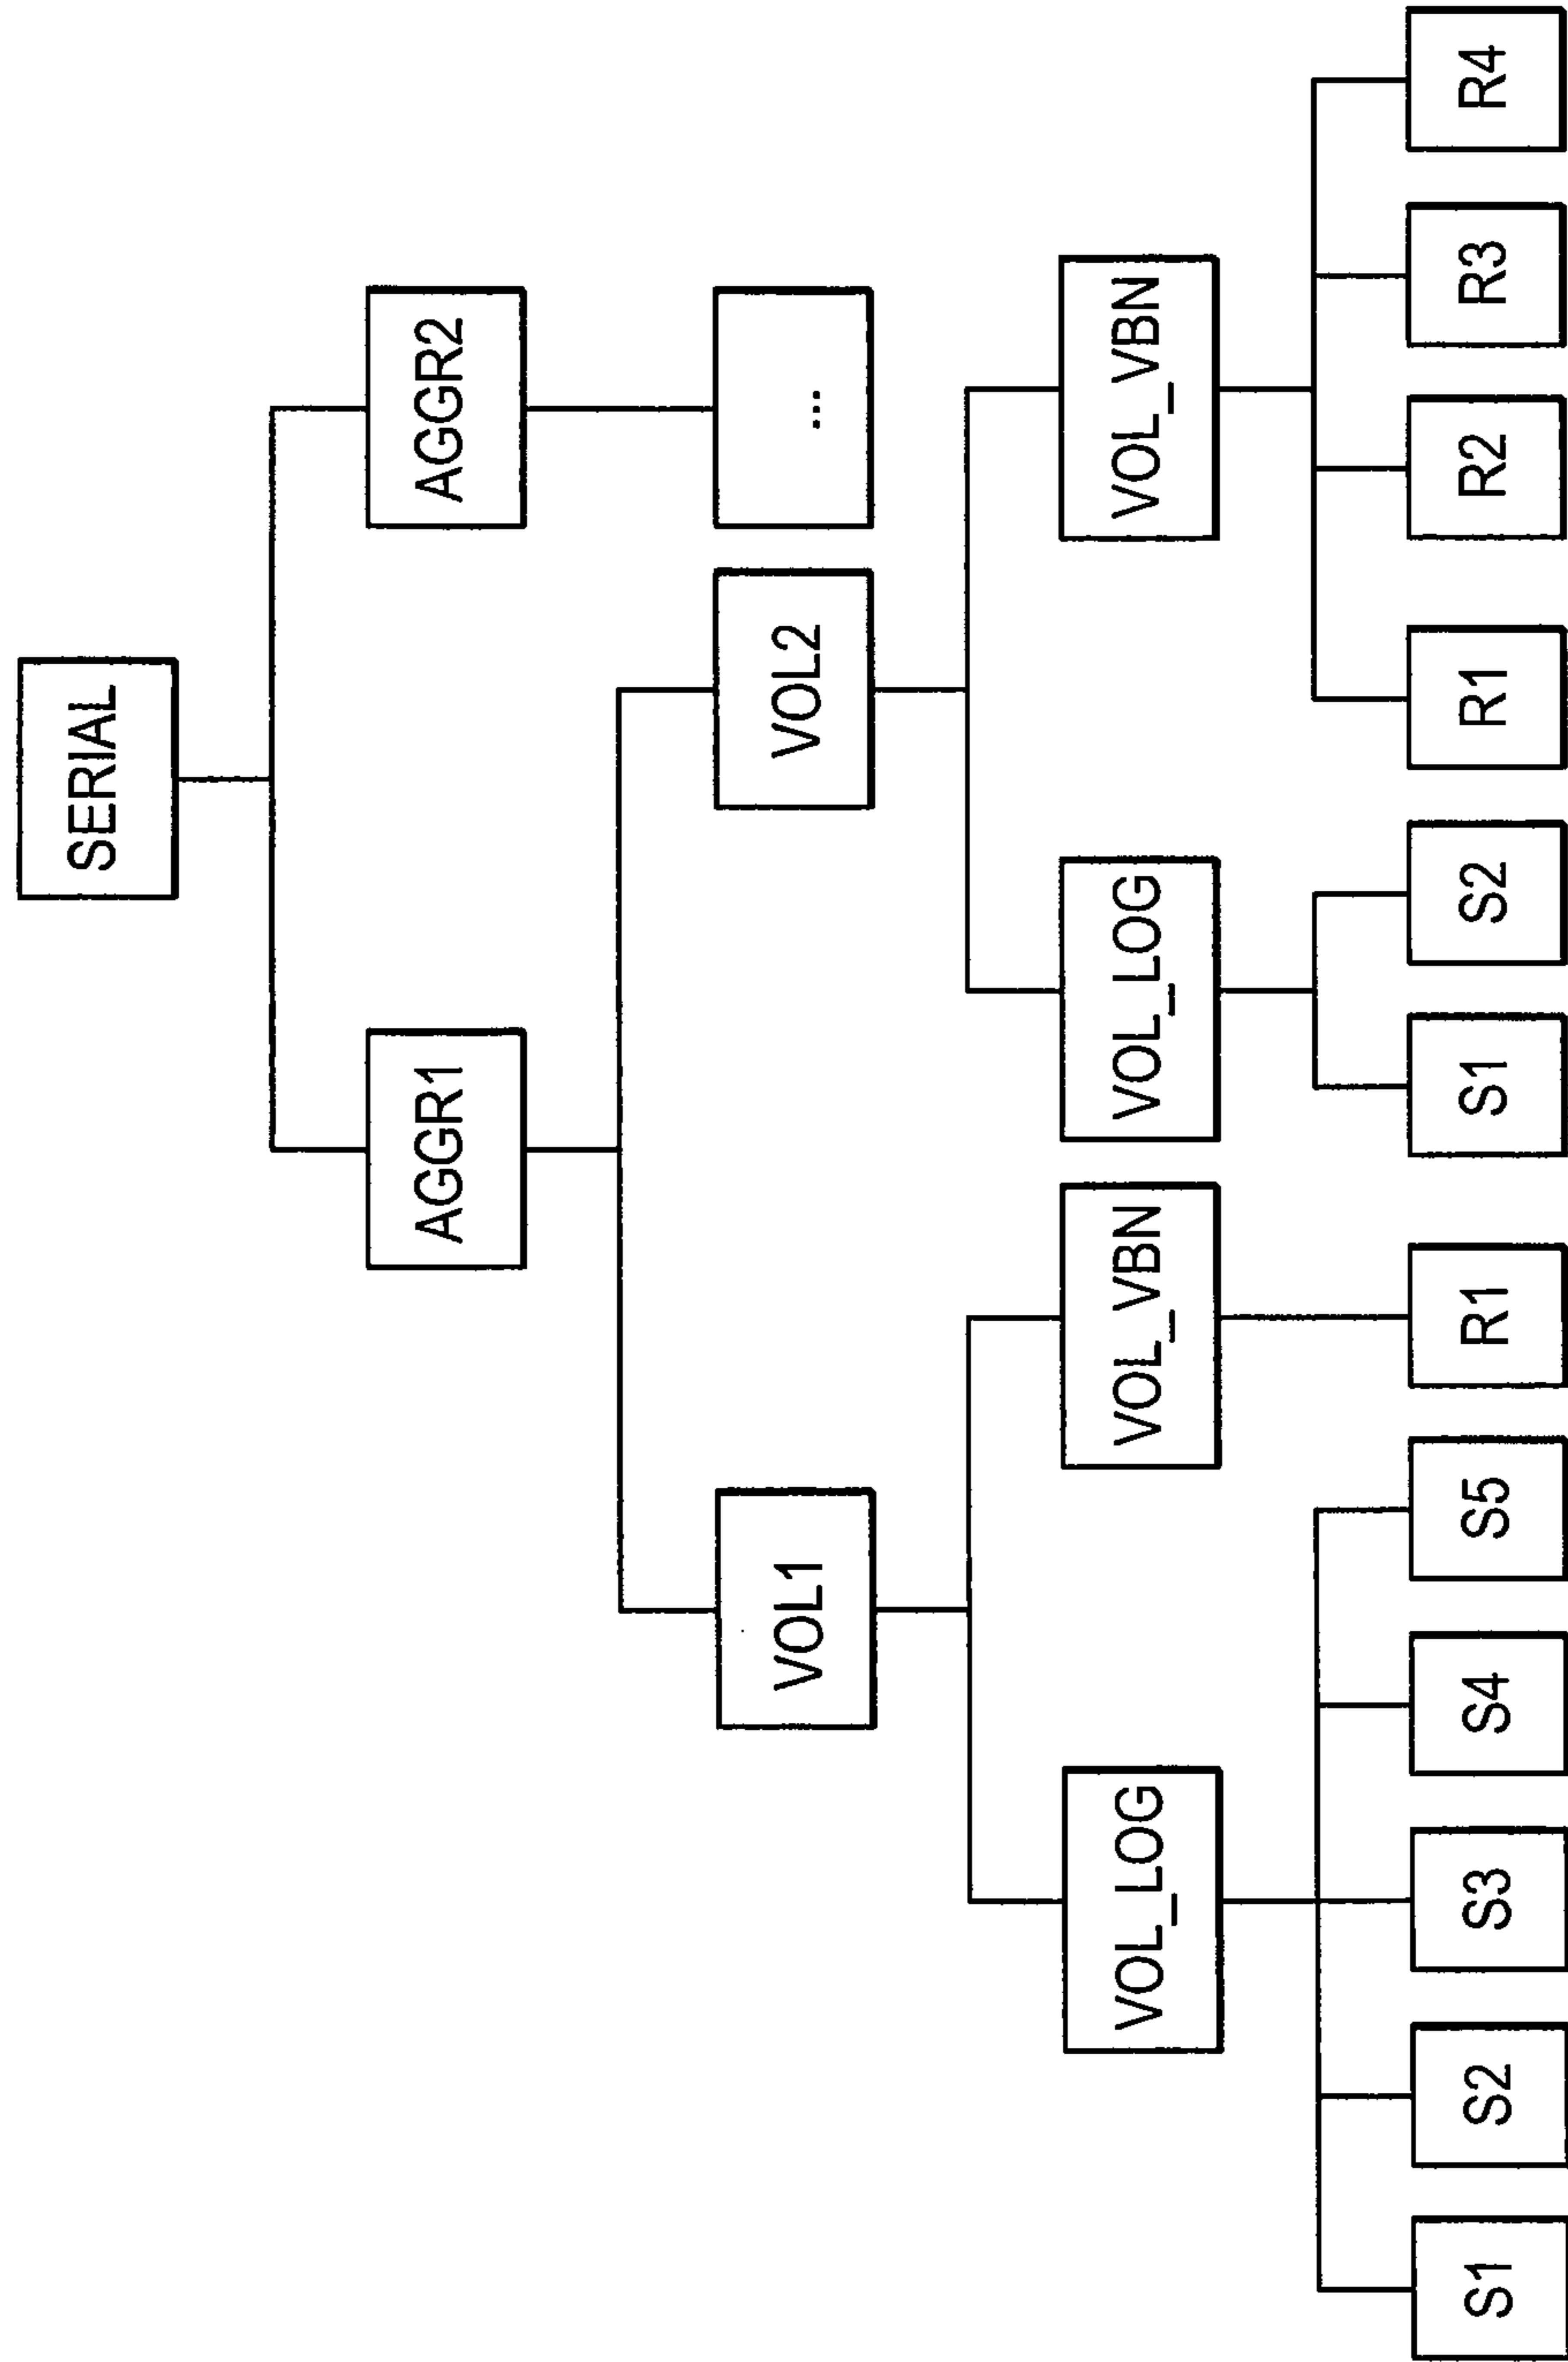 SERIAL
AGGR1
AGGR2
VOL1
VOL2
...
VOL_LOG
VOL_VBN
VOL_LOG
VOL_VBN
S1
S2
S3
S4
S5
R1
S1
S2
R1
R2
R3
R4